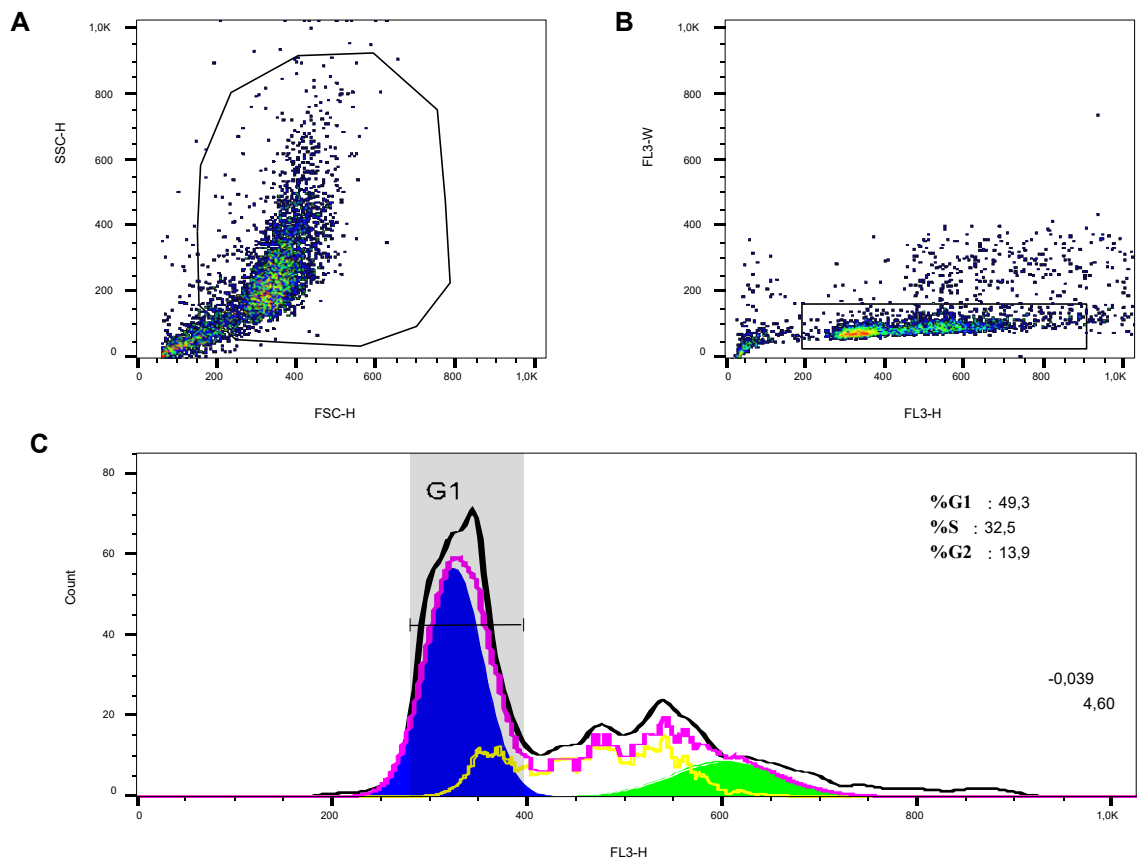 A
1,0K
800
600
400
200
0
SSC-H
0 200 400 600 800 1,0K
FSC-H
B
1,0K
800
600
400
200
0
FL3-W
0 200 400 600 800 1,0K
FL3-H
C
80
60
40
20
0
Count
G1
%G1 : 49,3
%S : 32,5
%G2 : 13,9
-0,039
4,60
0 200 400 600 800 1,0K
FL3-H